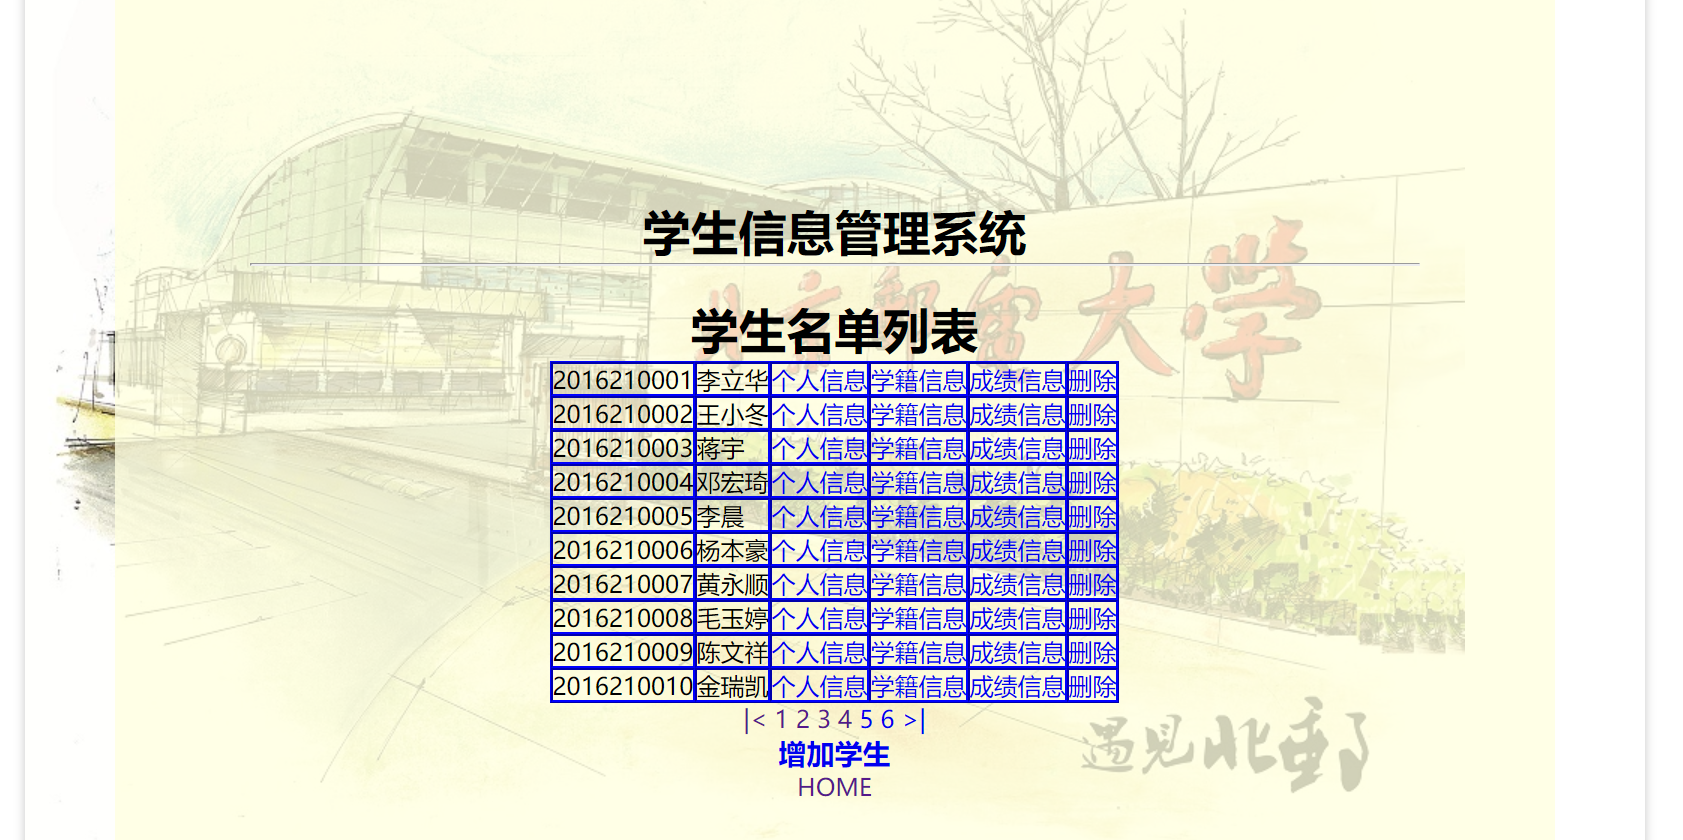 学生信息管理系统
北京邮电大学
学生名单列表
2016210001 李立华 个人信息 学籍信息 成绩信息 删除
2016210002 王小冬 个人信息 学籍信息 成绩信息 删除
2016210003 蒋宇 个人信息 学籍信息 成绩信息 删除
2016210004 邓宏琦 个人信息 学籍信息 成绩信息 删除
2016210005 李晨 个人信息 学籍信息 成绩信息 删除
2016210006 杨本豪 个人信息 学籍信息 成绩信息 删除
2016210007 黄永顺 个人信息 学籍信息 成绩信息 删除
2016210008 毛玉婷 个人信息 学籍信息 成绩信息 删除
2016210009 陈文祥 个人信息 学籍信息 成绩信息 删除
2016210010 金瑞凯 个人信息 学籍信息 成绩信息 删除
|< 1 2 3 4 5 6 >|
遇见北郵
增加学生
HOME